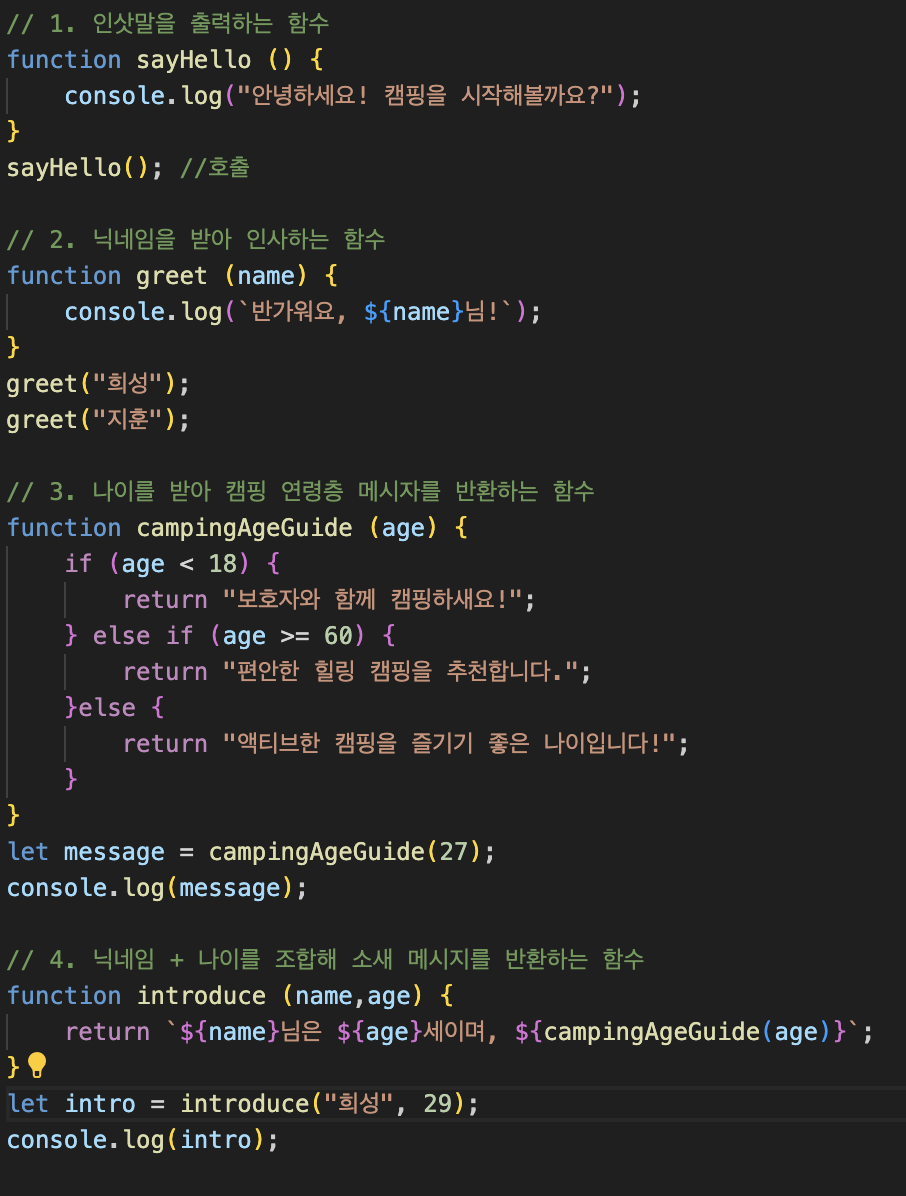 // 1. 인삿말을 출력하는 함수
function sayHello () {
    console.log("안녕하세요! 캠핑을 시작해볼까요?");
}
sayHello(); //호출

// 2. 닉네임을 받아 인사하는 함수
function greet (name) {
    console.log(`반가워요, ${name}님!`);
}
greet("희성");
greet("지훈");

// 3. 나이를 받아 캠핑 연령층 메시자를 반환하는 함수
function campingAgeGuide (age) {
    if (age < 18) {
        return "보호자와 함께 캠핑하새요!";
    } else if (age >= 60) {
        return "편안한 힐링 캠핑을 추천합니다.";
    }else {
        return "액티브한 캠핑을 즐기기 좋은 나이입니다!";
    }
}
let message = campingAgeGuide(27);
console.log(message);

// 4. 닉네임 + 나이를 조합해 소새 메시지를 반환하는 함수
function introduce (name,age) {
    return `${name}님은 ${age}세이며, ${campingAgeGuide(age)}`;
}
let intro = introduce("희성", 29);
console.log(intro);